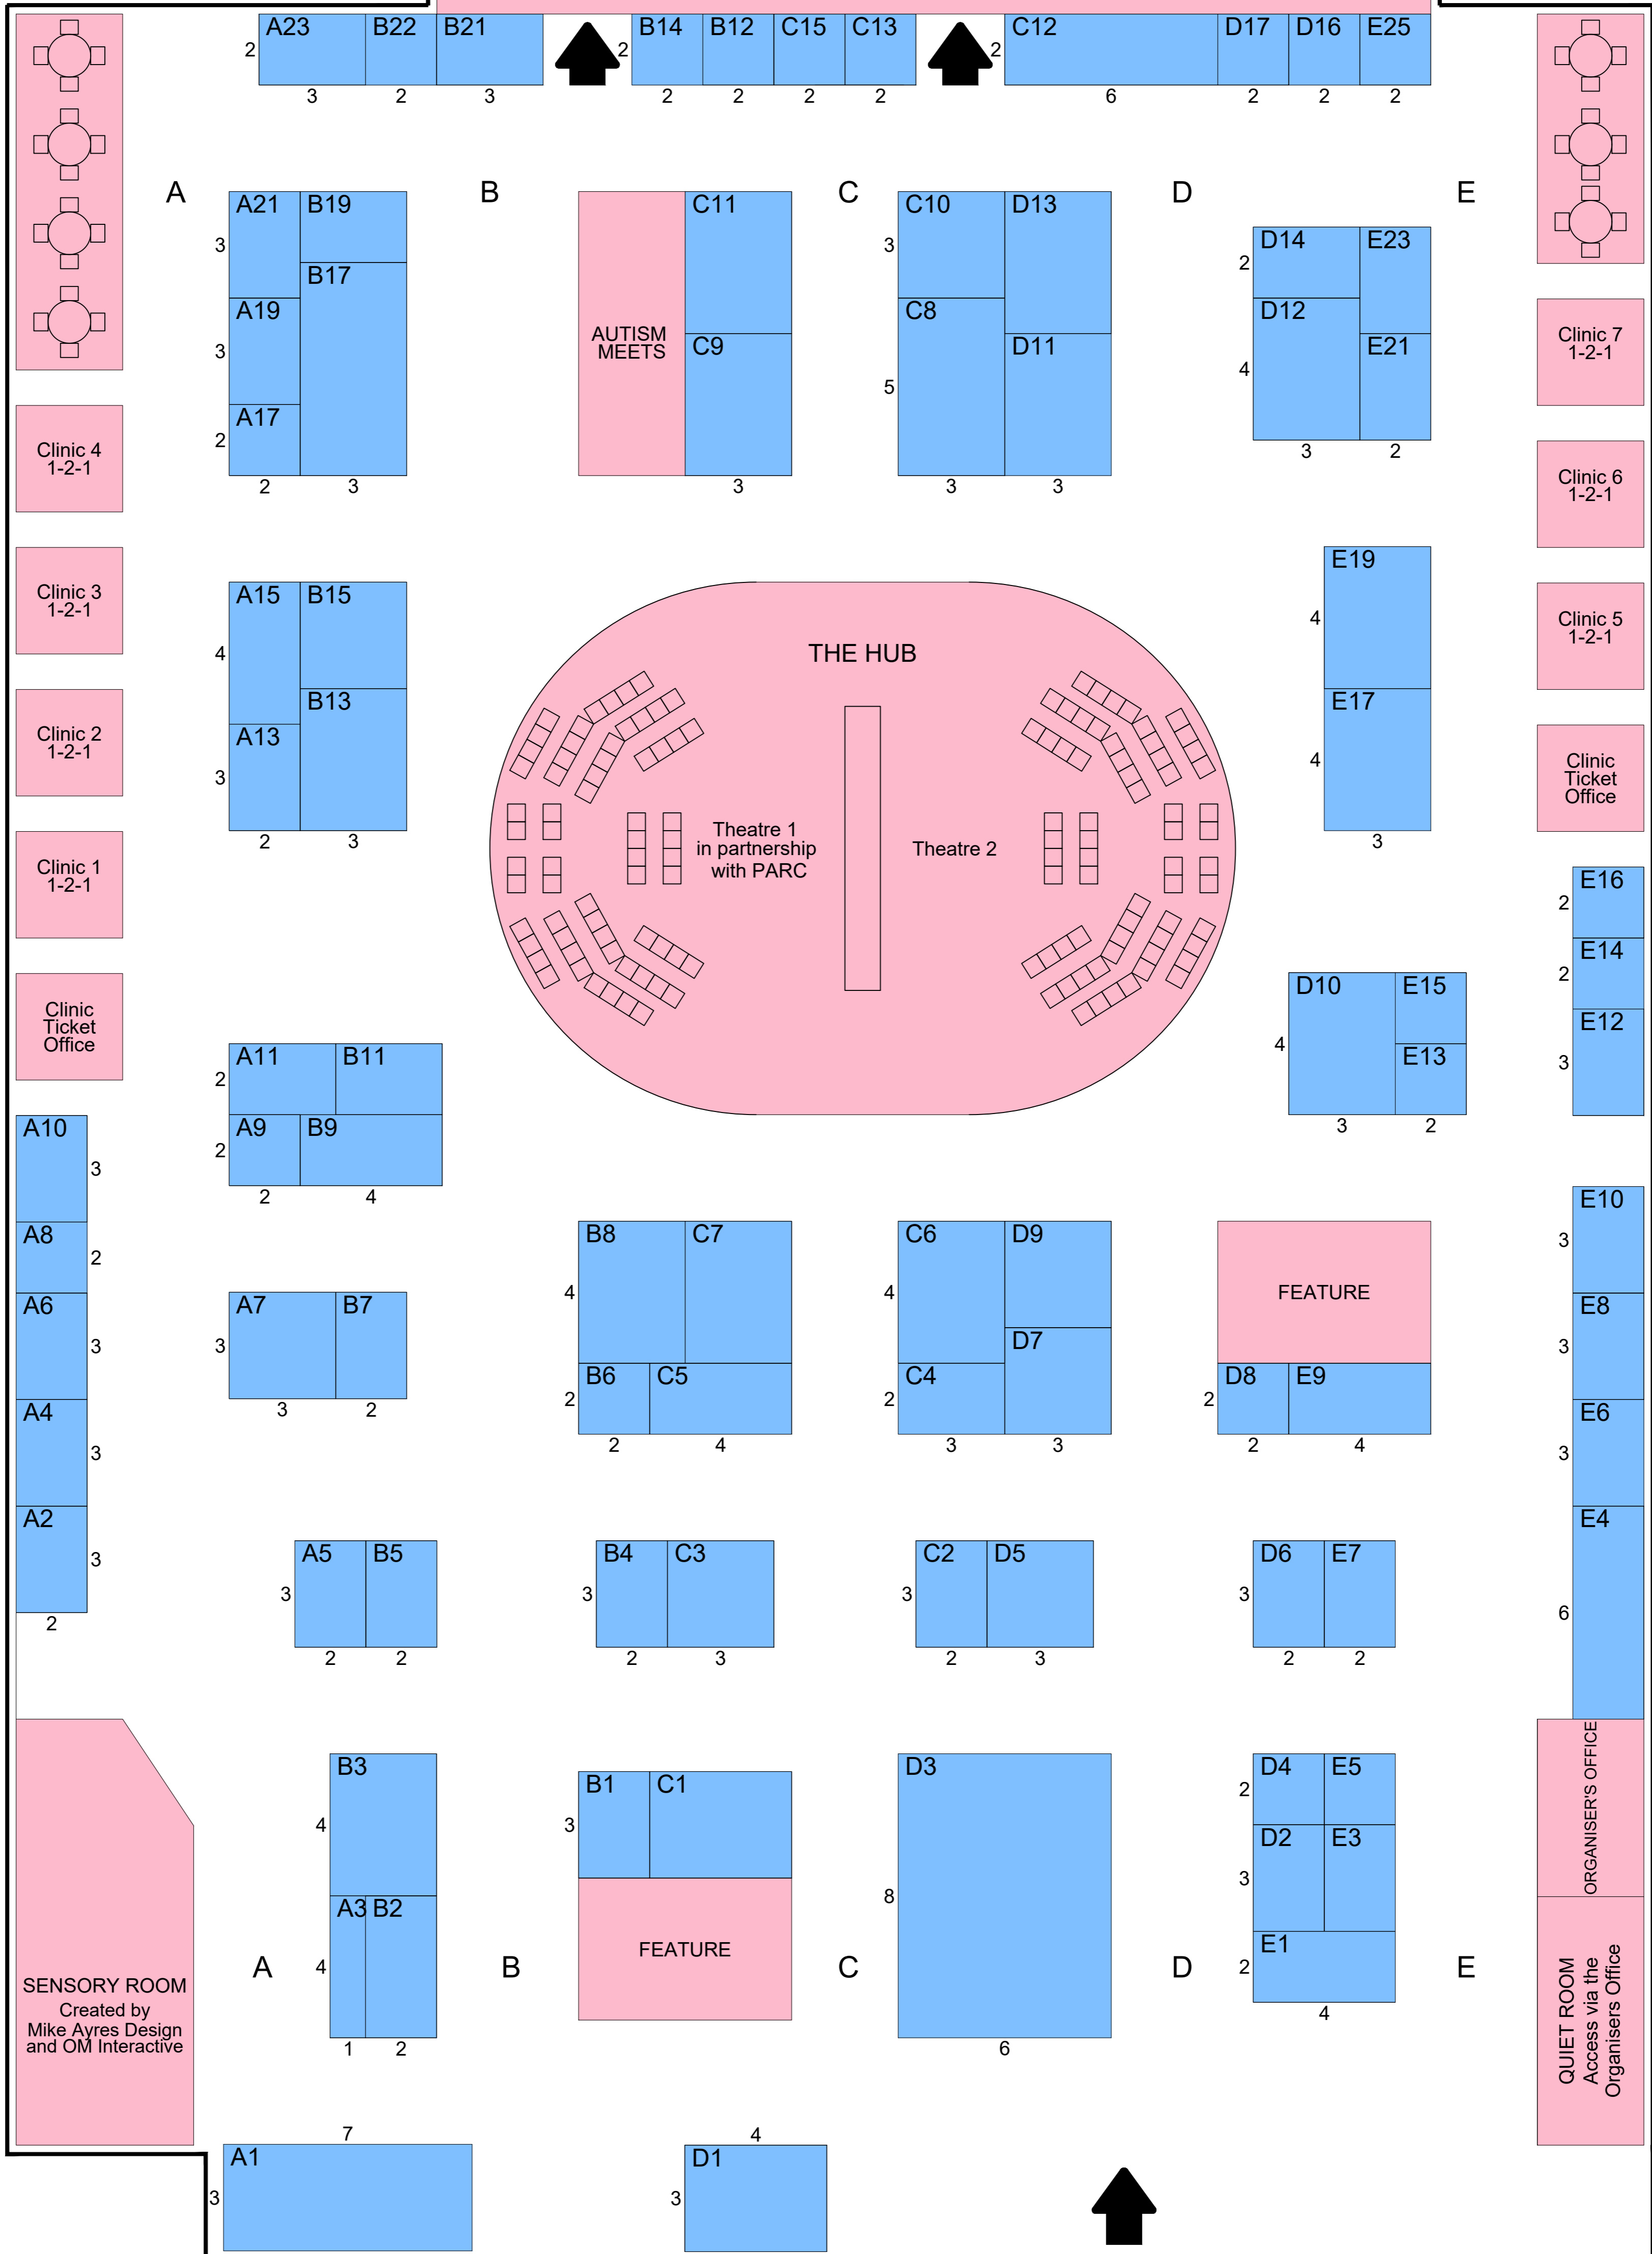 A23 B22 B21 B14 B12 C15 C13 C12 D17 D16 E25
2 2 2
3 2 3 2 2 2 2 6 2 2 2
A B C D E
A21 B19 C11 C10 D13
D14 E23
3 3 2
B17
A19 C8 D12
Clinic 7
1-2-1
AUTISM
MEETS
C9 D11 E21
3 5 4
A17
2
Clinic 4
1-2-1
3 2
Clinic 6
1-2-1
2 3 3 3 3
E19
Clinic 3
1-2-1
A15 B15
Clinic 5
1-2-1
4
4
THE HUB
B13 E17
Clinic 2
1-2-1
A13
3
4
Clinic
Ticket
Office
Theatre 1
in partnership
with PARC
Theatre 2
2 3 3
Clinic 1
1-2-1
E16
2
E14
2
D10 E15
Clinic
Ticket
Office
E12
3
A11 B11
2
4
E13
A10
3
A9 B9
2
3 2
2 4
E10
3
A8
2
B8 C7 C6 D9
4 4
FEATURE
A6
3
A7 B7
3
E8
3
D7
B6 C5 C4 D8 E9
2 2 2
3 2
A4
3
E6
3
2 4 3 3 2 4
A2
3
E4
6
A5 B5 B4 C3 C2 D5 D6 E7
3 3 3 3
2
2 2 2 3 2 3 2 2
ORGANISER'S OFFICE
B3
4
B1 C1
3
D3
8
D4 E5
2
D2 E3
3
A3 B2
4
E1
2
FEATURE
A B C D E
SENSORY ROOM
Created by
Mike Ayres Design
and OM Interactive
QUIET ROOM
Access via the
Organisers Office
4
1 2 6
7 4
A1 D1
3 3